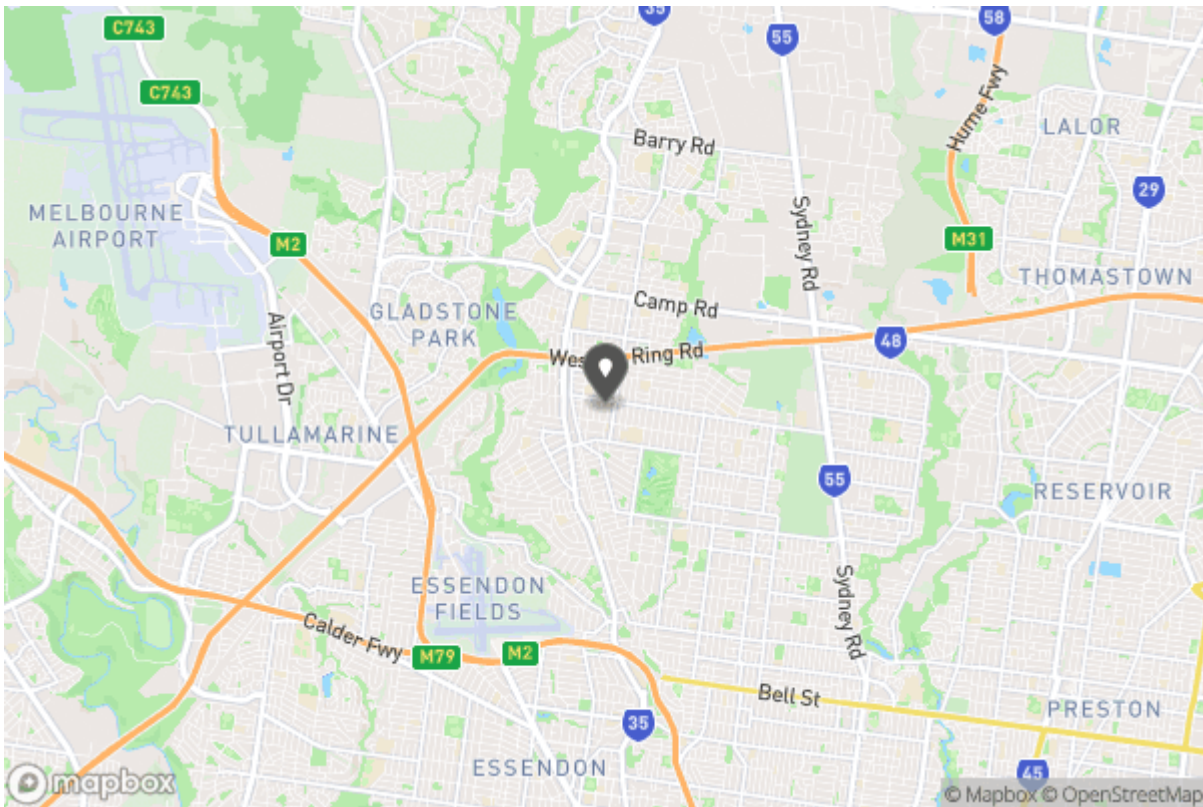 C743
35
58
55
C743
Hume Fwy
LALOR
Barry Rd
29
MELBOURNE
AIRPORT
Sydney Rd
M2
M31
THOMASTOWN
Camp Rd
GLADSTONE
PARK
Airport Dr
48
Ring Rd
TULLAMARINE
55
RESERVOIR
ESSENDON
FIELDS
Sydney Rd
Calder Fwy
M79
M2
Bell St
PRESTON
35
ESSENDON
45
mapbox
© Mapbox © OpenStreetMap